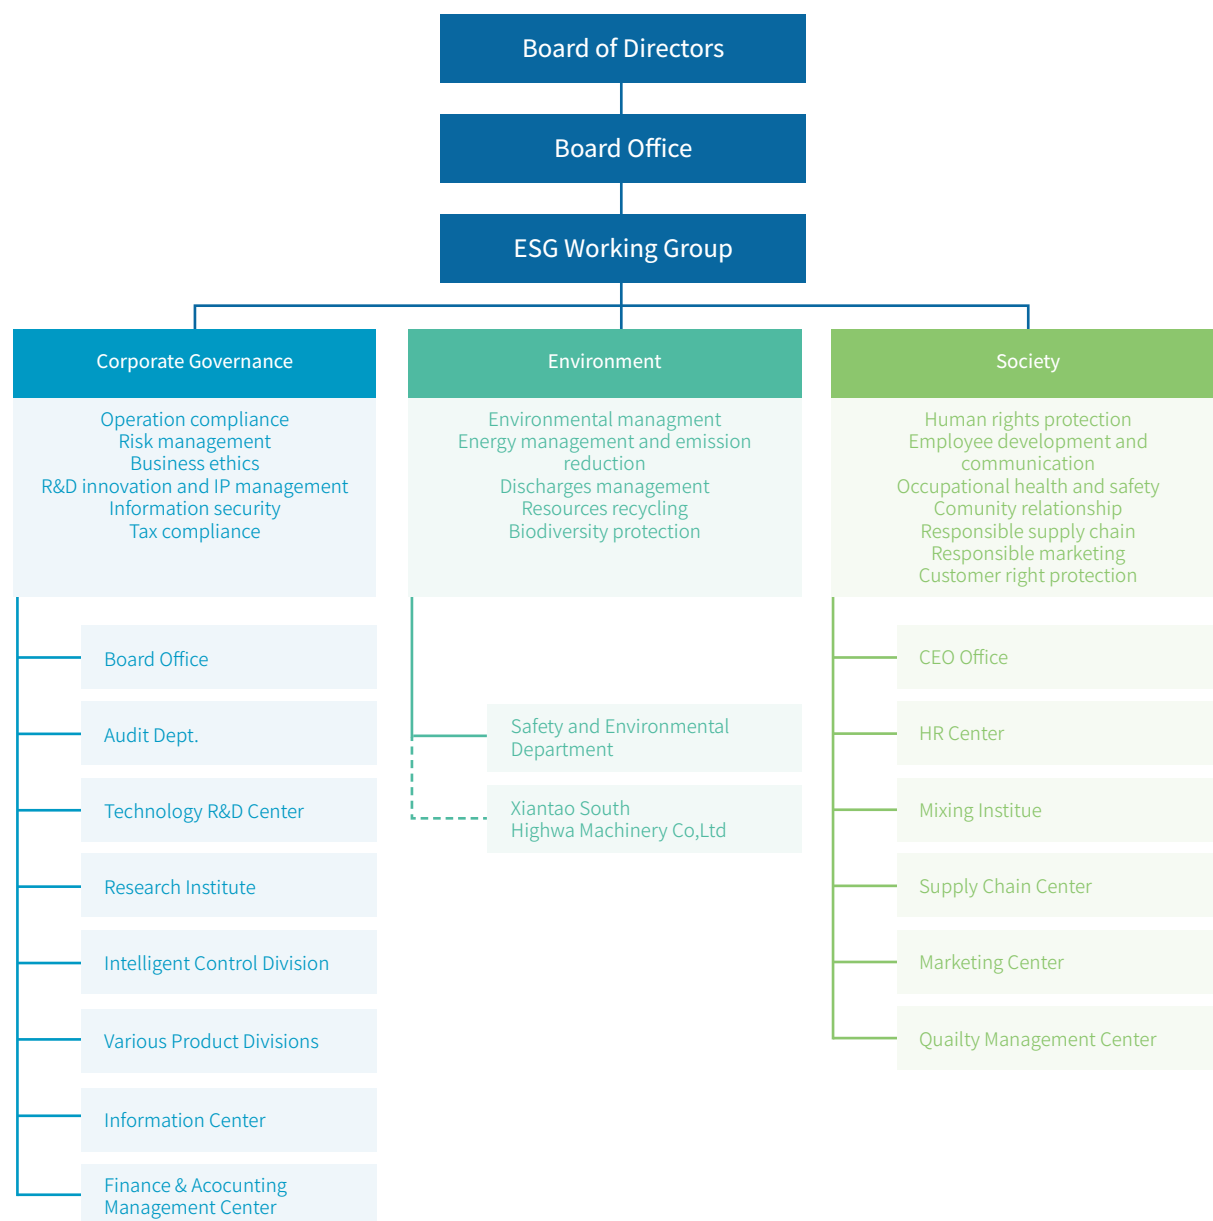 Board of Directors
Board Office
ESG Working Group
Corporate Governance
Operation compliance
Risk management
Business ethics
R&D innovation and IP management
Information security
Tax compliance
Board Office
Audit Dept.
Technology R&D Center
Research Institute
Intelligent Control Division
Various Product Divisions
Information Center
Finance & Acocunting
Management Center
Environment
Environmental managment
Energy management and emission
reduction
Discharges management
Resources recycling
Biodiversity protection
Safety and Environmental
Department
Xiantao South
Highwa Machinery Co,Ltd
Society
Human rights protection
Employee development and
communication
Occupational health and safety
Comunity relationship
Responsible supply chain
Responsible marketing
Customer right protection
CEO Office
HR Center
Mixing Institue
Supply Chain Center
Marketing Center
Quailty Management Center